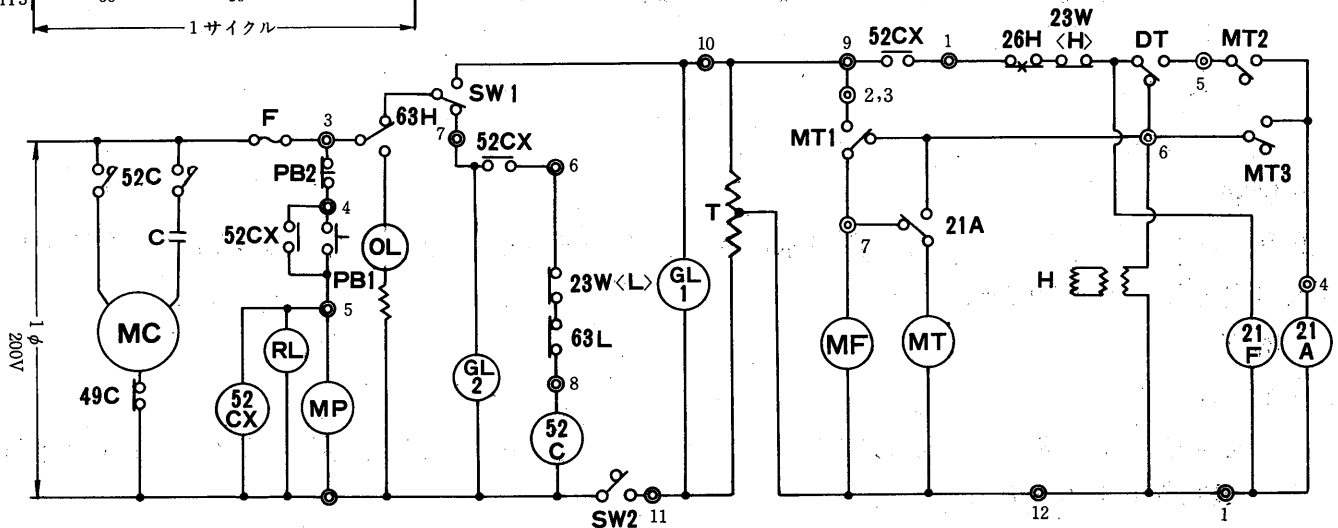 1サイクル
10
9
52CX
1
26H
23W
〈H〉
DT
MT2
SW1
2,3
5
F
3
63H
7
52CX
6
MT1
6
MT3
PB2
52C
4
T
C
52CX
OL
7
21A
PB1
23W〈L〉
GL
1
H
4
5
MC
RL
63L
MF
MT
21
F
21
A
1φ
200V
GL
2
49C
52
CX
MP
8
52
C
SW2
11
12
1